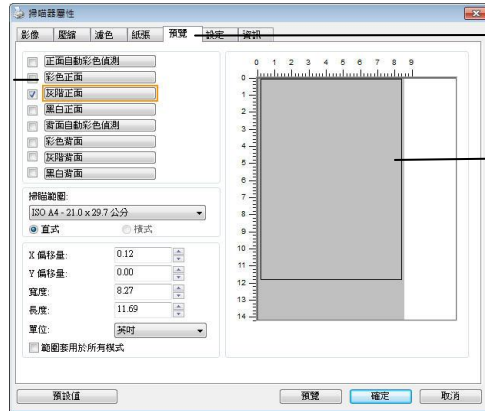 掃瞄器屬性
影像 壓縮 濾色 紙張 預覽 設定 資訊
正面自動彩色偵測
彩色正面
灰階正面
黑白正面
背面自動彩色偵測
彩色背面
灰階背面
黑白背面
掃瞄範圍:
ISO A4 - 21.0 x 29.7 公分
直式 橫式
X 偏移量: 0.12
Y 偏移量: 0.00
寬度: 8.27
長度: 11.69
單位: 英吋
範圍套用於所有模式
0 1 2 3 4 5 6 7 8 9
0
1
2
3
4
5
6
7
8
9
10
11
12
13
14
預設值 預覽 確定 取消